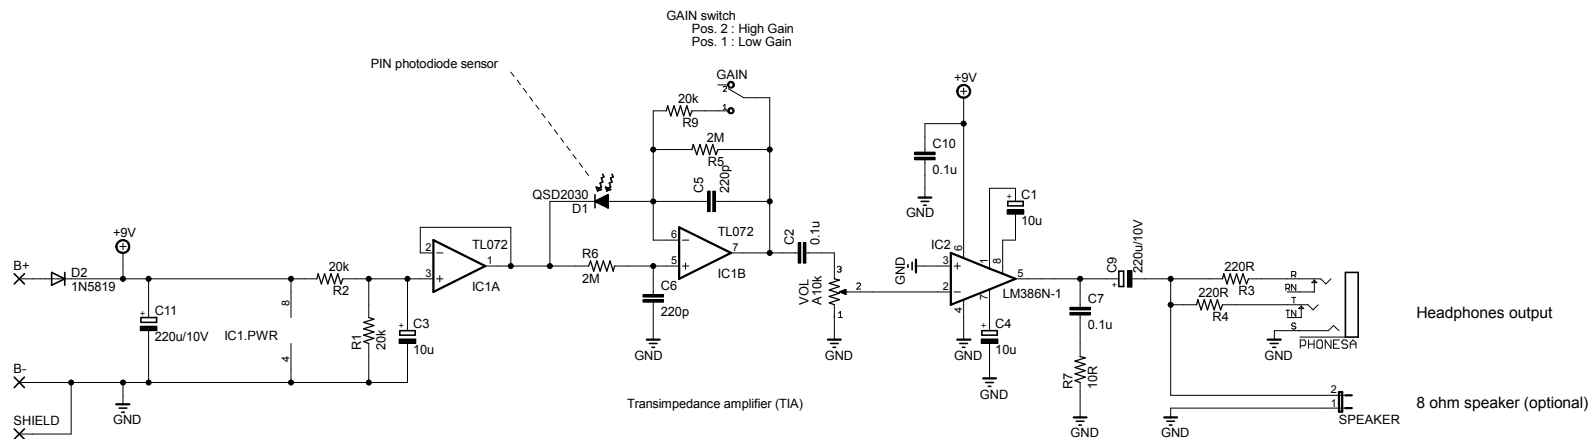 GAIN switch
Pos. 2 : High Gain
Pos. 1 : Low Gain
PIN photodiode sensor
GAIN
2
1
20k
R9
2M
R5
C5
220p
QSD2030
D1
+9V
B+
D2
1N5819
C11
220u/10V
8
IC1.PWR
4
20k
R2
R1
20k
C3
10u
2
3
1
TL072
IC1A
R6
2M
C6
220p
GND
6
5
7
TL072
IC1B
C2
0.1u
VOL
A10k
3
2
1
GND
+9V
C10
0.1u
GND
C1
10u
IC2
GND
3
2
6
1
8
5
7
4
LM386N-1
GND
C4
10u
GND
C7
0.1u
R7
10R
GND
C9
220u/10V
220R
R3
220R
R4
R
RN
T
TN
S
GND
PHONESA
Headphones output
B-
SHIELD
GND
Transimpedance amplifier (TIA)
GND
2
1
SPEAKER
8 ohm speaker (optional)